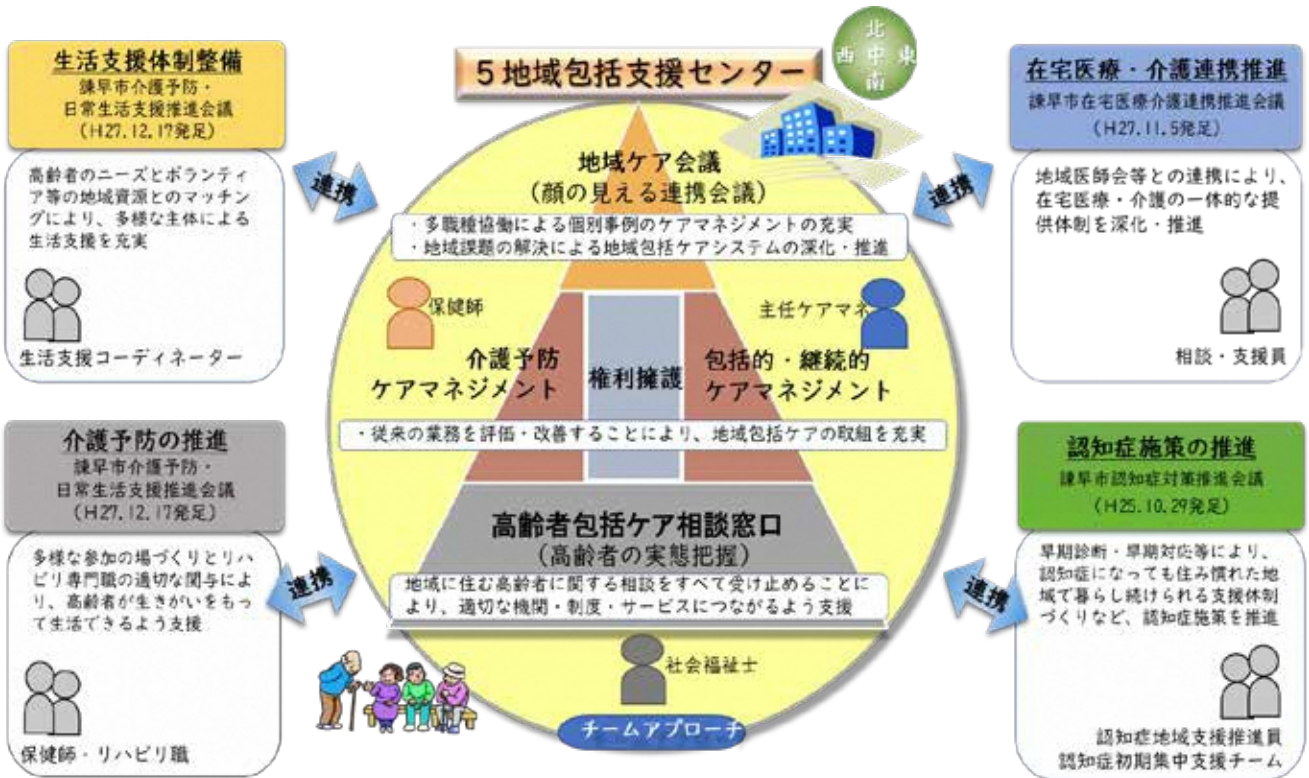 生活支援体制整備
諫早市介護予防・
日常生活支援推進会議
(H27.12.17発足)
高齢者のニーズとボランティ
ア等の地域資源とのマッチン
グにより、多様な主体による
生活支援を充実
生活支援コーディネーター
連携
介護予防の推進
諫早市介護予防・
日常生活支援推進会議
(H27.12.17発足)
多様な参加の場づくりとリハ
ビリ専門職の適切な関与によ
り、高齢者が生きがいをもっ
て生活できるよう支援
保健師・リハビリ職
連携
5地域包括支援センター
北
西中東
南
地域ケア会議
(顔の見える連携会議)
・多職種協働による個別事例のケアマネジメントの充実
・地域課題の解決による地域包括ケアシステムの深化・推進
保健師
主任ケアマネ
介護予防
ケアマネジメント
権利擁護
包括的・継続的
ケアマネジメント
・従来の業務を評価・改善することにより、地域包括ケアの取組を充実
高齢者包括ケア相談窓口
(高齢者の実態把握)
地域に住む高齢者に関する相談をすべて受け止めることに
より、適切な機関・制度・サービスにつながるよう支援
社会福祉士
チームアプローチ
在宅医療・介護連携推進
諫早市在宅医療介護連携推進会議
(H27.11.5発足)
連携
地域医師会等との連携により、
在宅医療・介護の一体的な提
供体制を深化・推進
相談・支援員
認知症施策の推進
諫早市認知症対策推進会議
(H25.10.29発足)
連携
早期診断・早期対応等により、
認知症になっても住み慣れた地
域で暮らし続けられる支援体制
づくりなど、認知症施策を推進
認知症地域支援推進員
認知症初期集中支援チーム